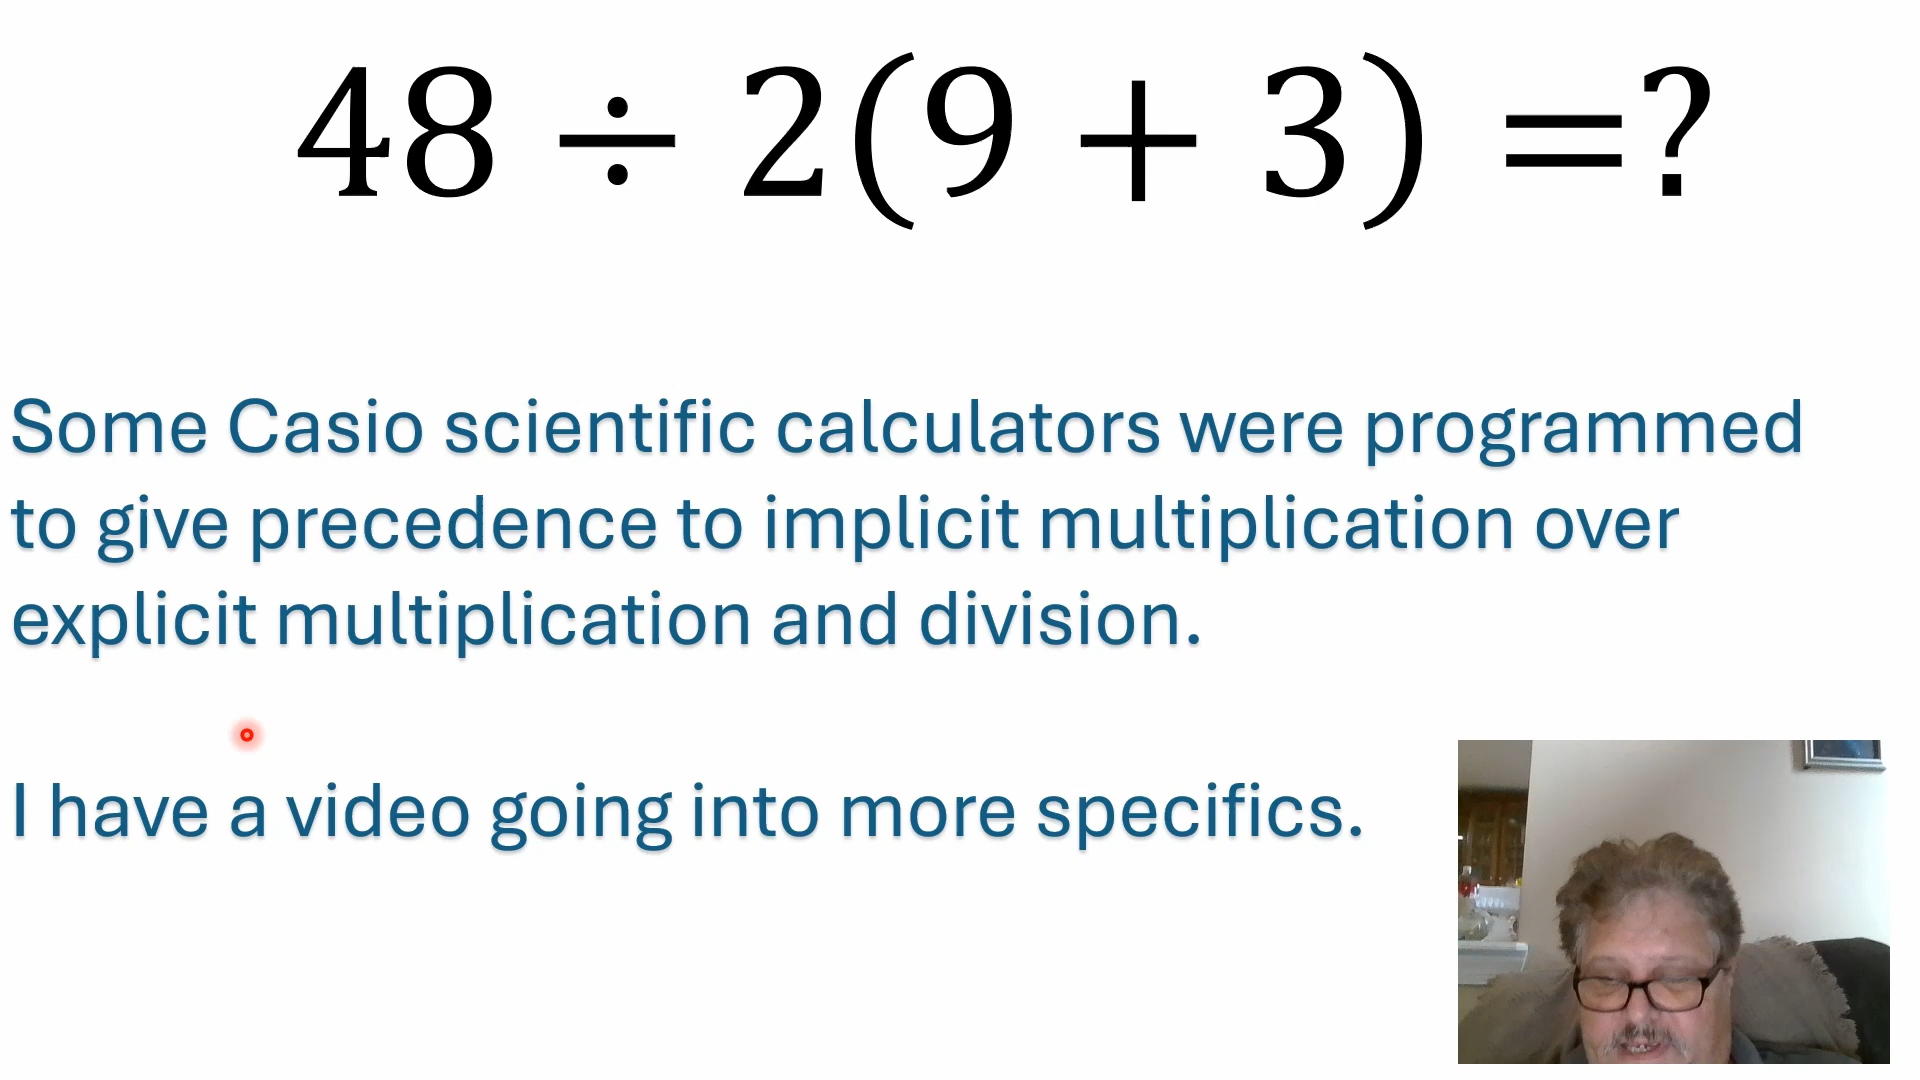 48 ÷ 2(9 + 3) =?
Some Casio scientific calculators were programmed
to give precedence to implicit multiplication over
explicit multiplication and division.
I have a video going into more specifics.